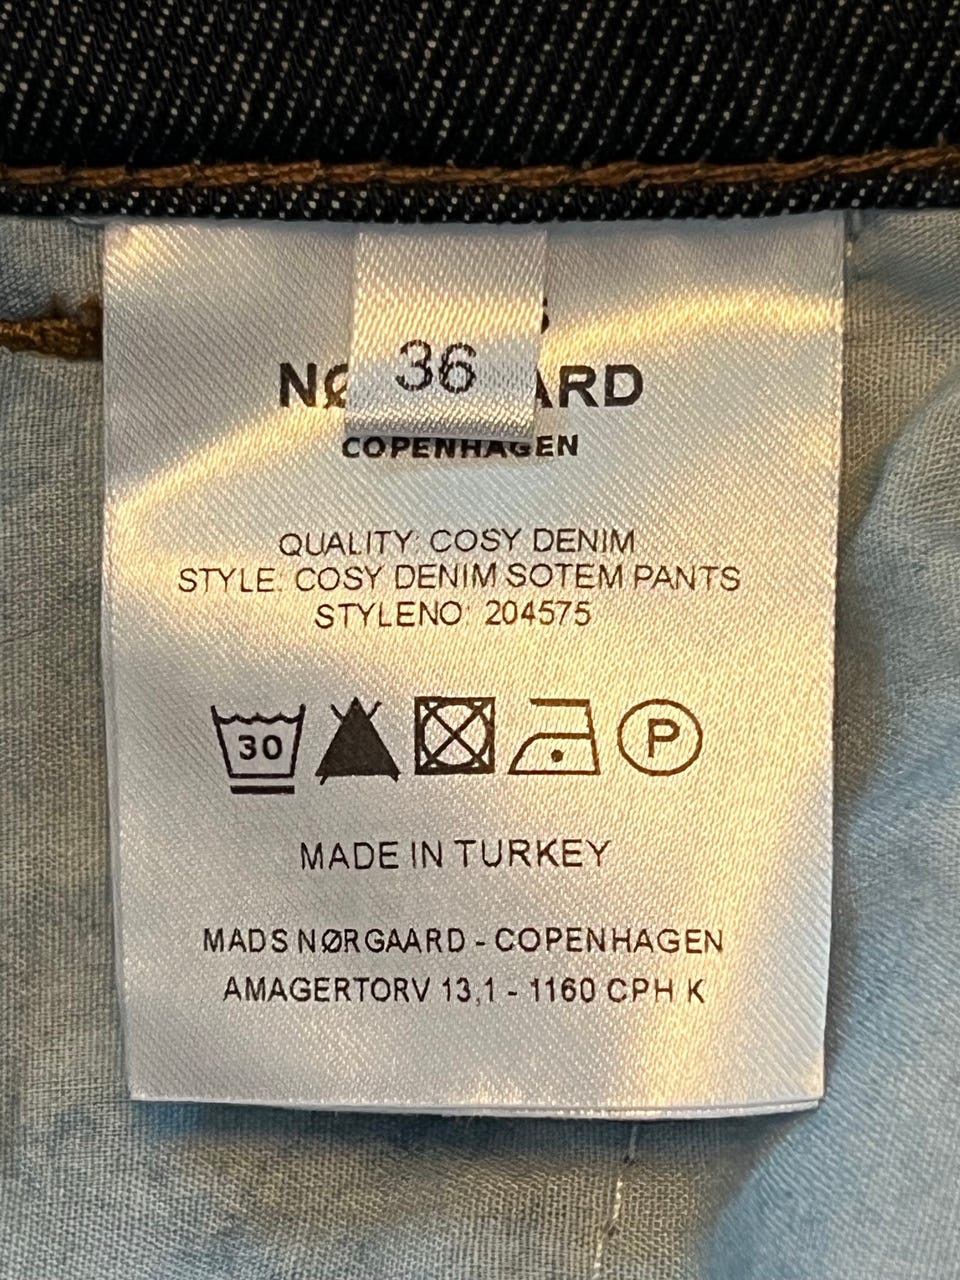 36
COPENHAGEN
QUALITY: COSY DENIM
STYLE: COSY DENIM SOTEM PANTS
STYLENO: 204575
30
P
MADE IN TURKEY
MADS NØRGAARD - COPENHAGEN
AMAGERTORV 13,1 - 1160 CPH K